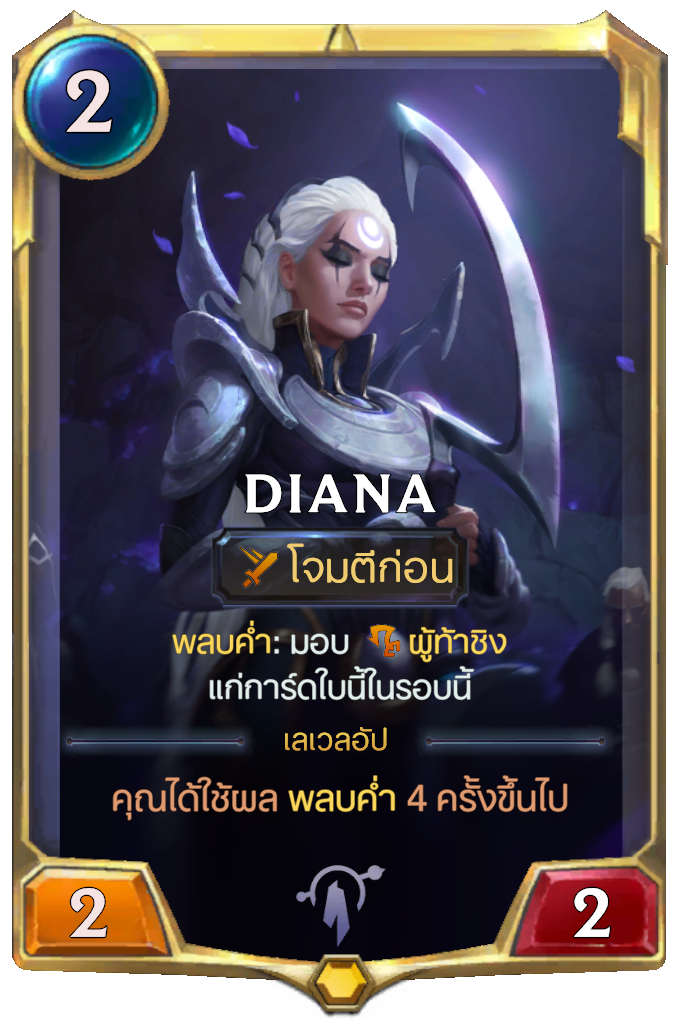 2
DIANA
โจมตีก่อน
พลบค่ำ: มอบ ผู้ท้าชิง
แก่การ์ดใบนี้ในรอบนี้
เลเวลอัป
คุณได้ใช้ผล พลบค่ำ 4 ครั้งขึ้นไป
2
2